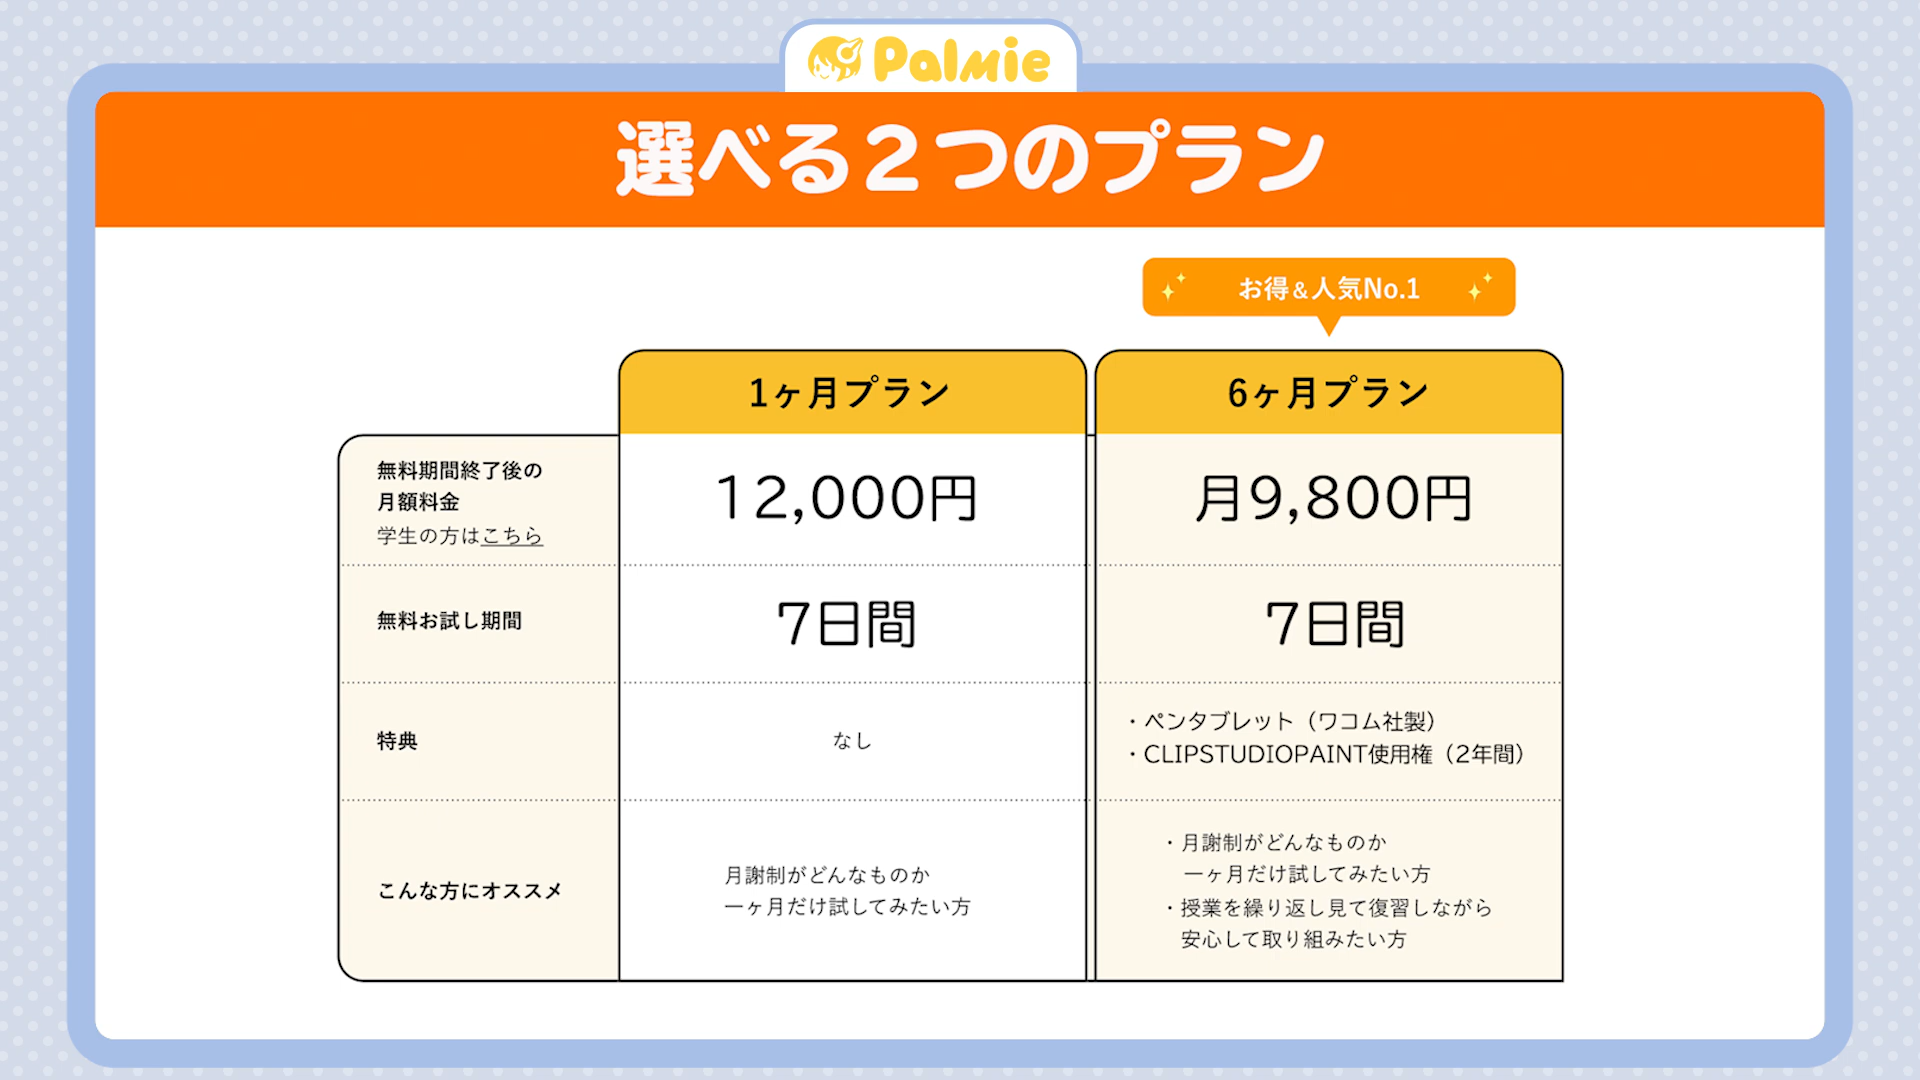 Palmie
選べる２つのプラン
お得&人気No.1
1ヶ月プラン
6ヶ月プラン
無料期間終了後の
月額料金
学生の方はこちら
12,000円
月9,800円
無料お試し期間
7日間
7日間
特典
なし
・ペンタブレット（ワコム社製）
・CLIPSTUDIOPAINT使用権（2年間）
こんな方にオススメ
月謝制がどんなものか
一ヶ月だけ試してみたい方
・月謝制がどんなものか
一ヶ月だけ試してみたい方
・授業を繰り返し見て復習しながら
安心して取り組みたい方